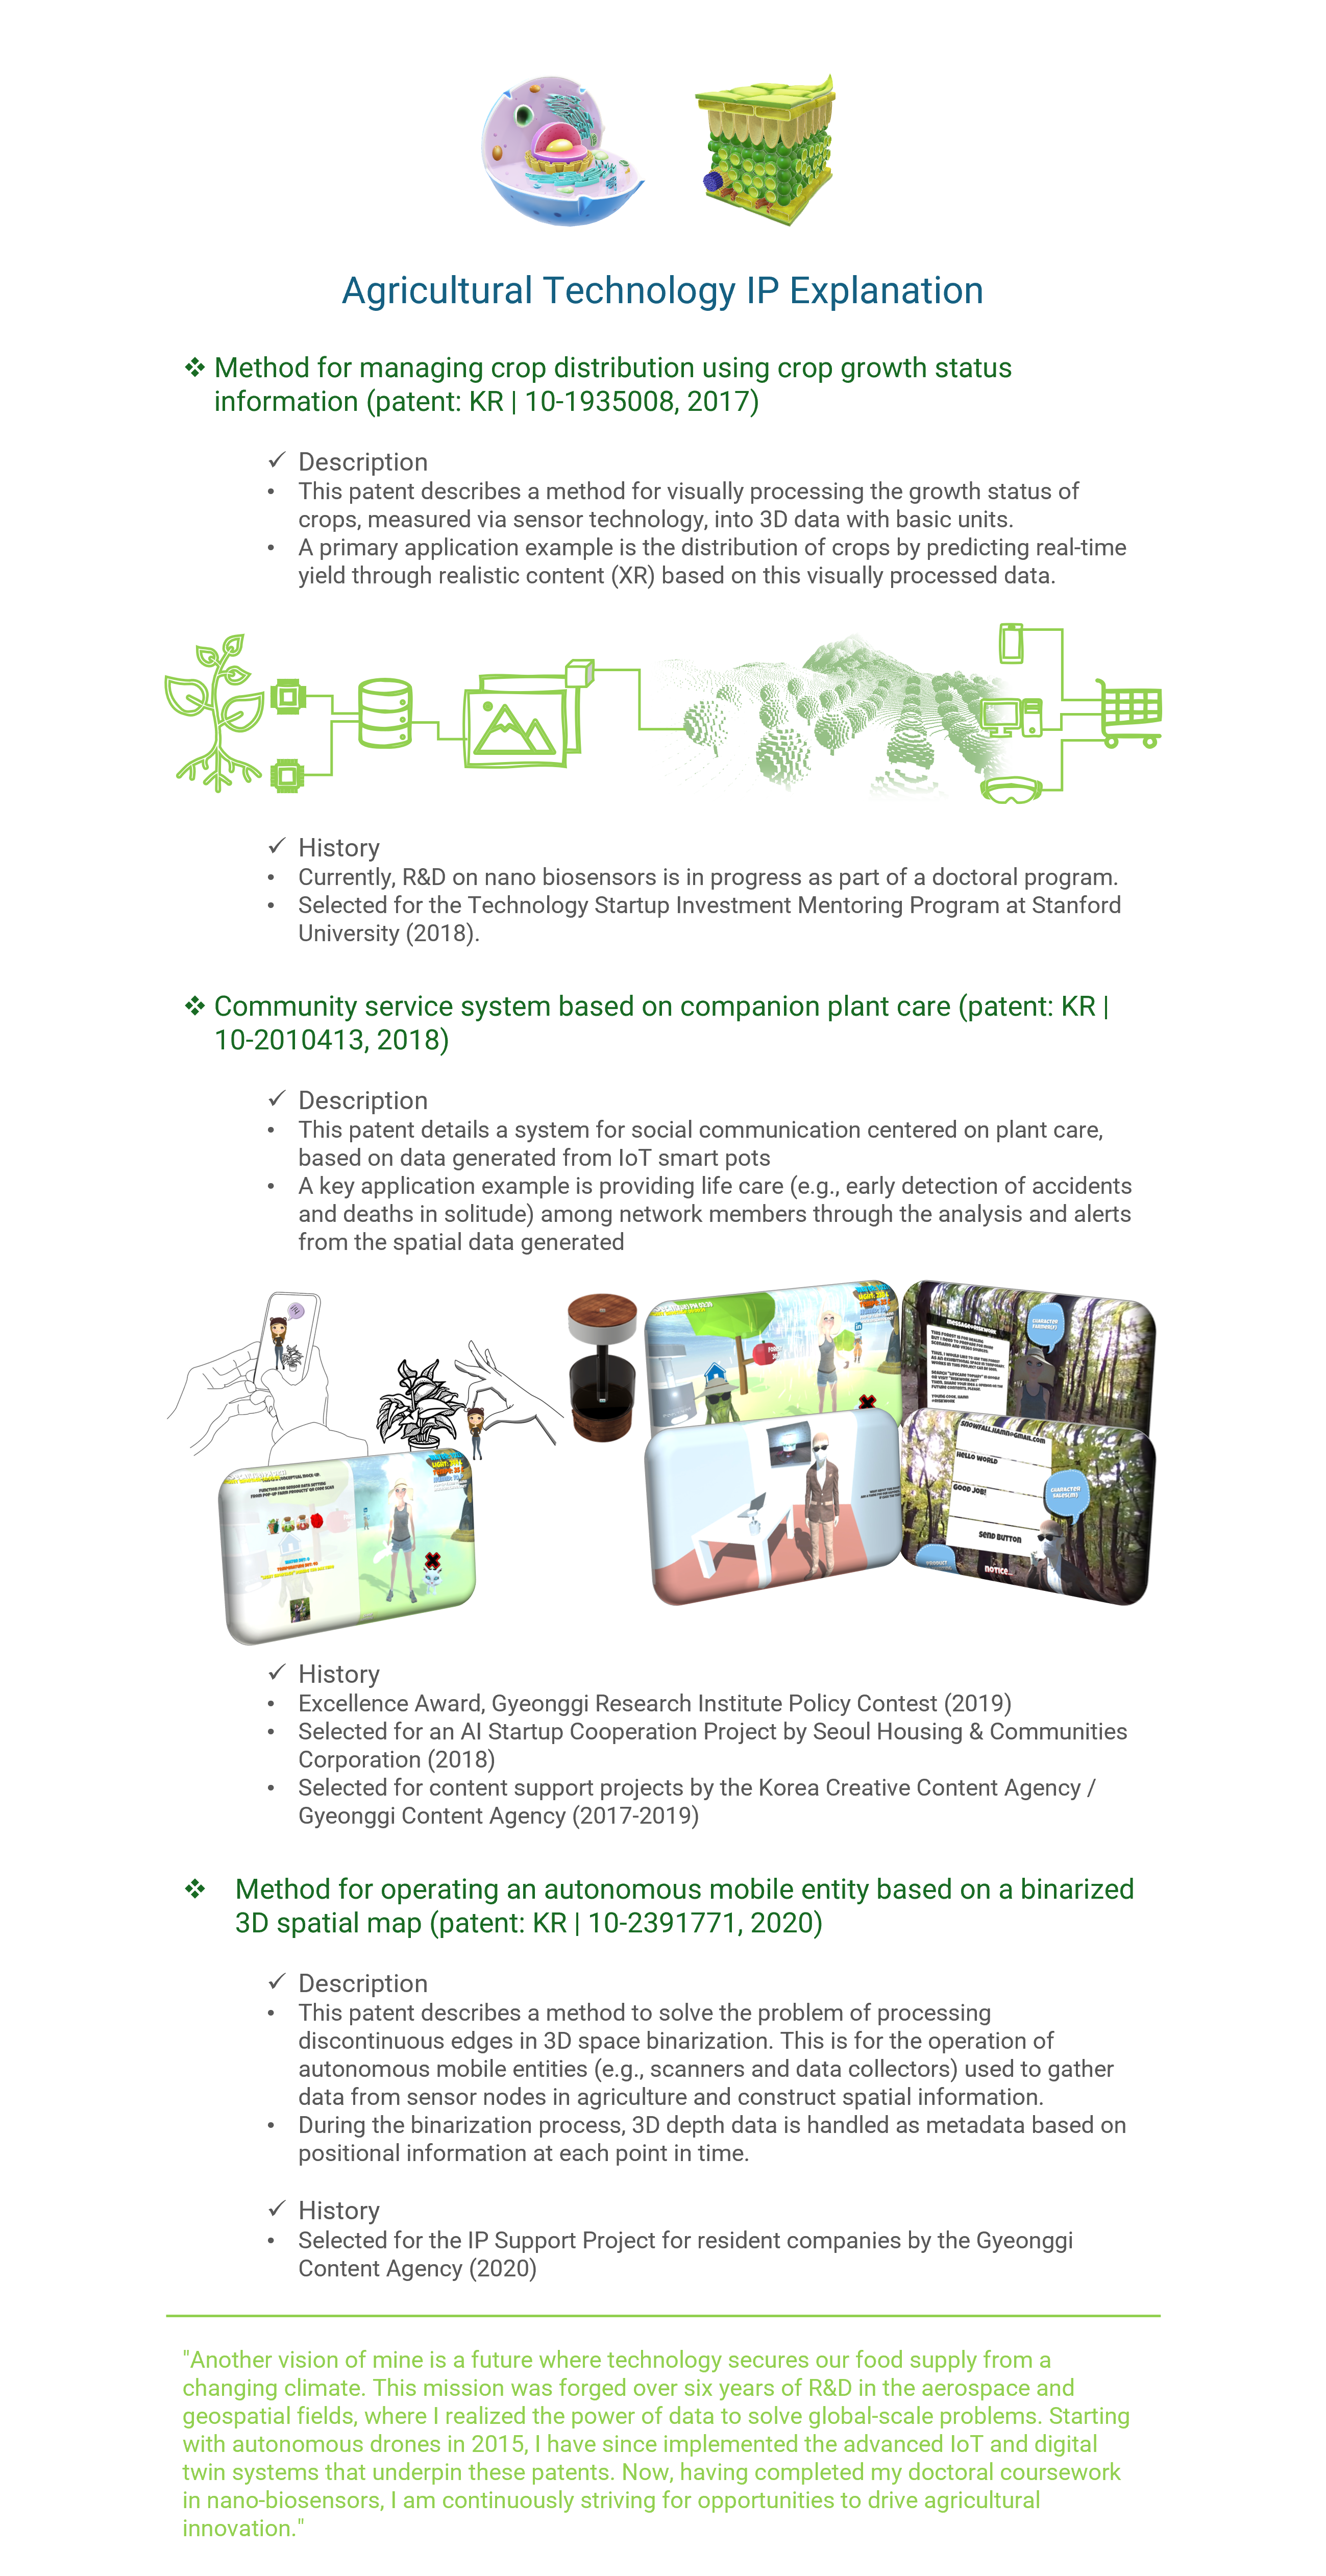 Agricultural Technology IP Explanation
❖ Method for managing crop distribution using crop growth status
information (patent: KR | 10-1935008, 2017)
✓ Description
• This patent describes a method for visually processing the growth status of
crops, measured via sensor technology, into 3D data with basic units.
• A primary application example is the distribution of crops by predicting real-time
yield through realistic content (XR) based on this visually processed data.
✓ History
• Currently, R&D on nano biosensors is in progress as part of a doctoral program.
• Selected for the Technology Startup Investment Mentoring Program at Stanford
University (2018).
❖ Community service system based on companion plant care (patent: KR |
10-2010413, 2018)
✓ Description
• This patent details a system for social communication centered on plant care,
based on data generated from IoT smart pots
• A key application example is providing life care (e.g., early detection of accidents
and deaths in solitude) among network members through the analysis and alerts
from the spatial data generated
CHARACTER
SNOWFALL.HAMN@GMAIL.COM
HELLO WORLD
GOOD JOB!
CHARACTER
SALES(M)
SEND BUTTON
NOTICE...
✓ History
• Excellence Award, Gyeonggi Research Institute Policy Contest (2019)
• Selected for an AI Startup Cooperation Project by Seoul Housing & Communities
Corporation (2018)
• Selected for content support projects by the Korea Creative Content Agency /
Gyeonggi Content Agency (2017-2019)
❖ Method for operating an autonomous mobile entity based on a binarized
3D spatial map (patent: KR | 10-2391771, 2020)
✓ Description
• This patent describes a method to solve the problem of processing
discontinuous edges in 3D space binarization. This is for the operation of
autonomous mobile entities (e.g., scanners and data collectors) used to gather
data from sensor nodes in agriculture and construct spatial information.
• During the binarization process, 3D depth data is handled as metadata based on
positional information at each point in time.
✓ History
• Selected for the IP Support Project for resident companies by the Gyeonggi
Content Agency (2020)
"Another vision of mine is a future where technology secures our food supply from a
changing climate. This mission was forged over six years of R&D in the aerospace and
geospatial fields, where I realized the power of data to solve global-scale problems. Starting
with autonomous drones in 2015, I have since implemented the advanced IoT and digital
twin systems that underpin these patents. Now, having completed my doctoral coursework
in nano-biosensors, I am continuously striving for opportunities to drive agricultural
innovation."